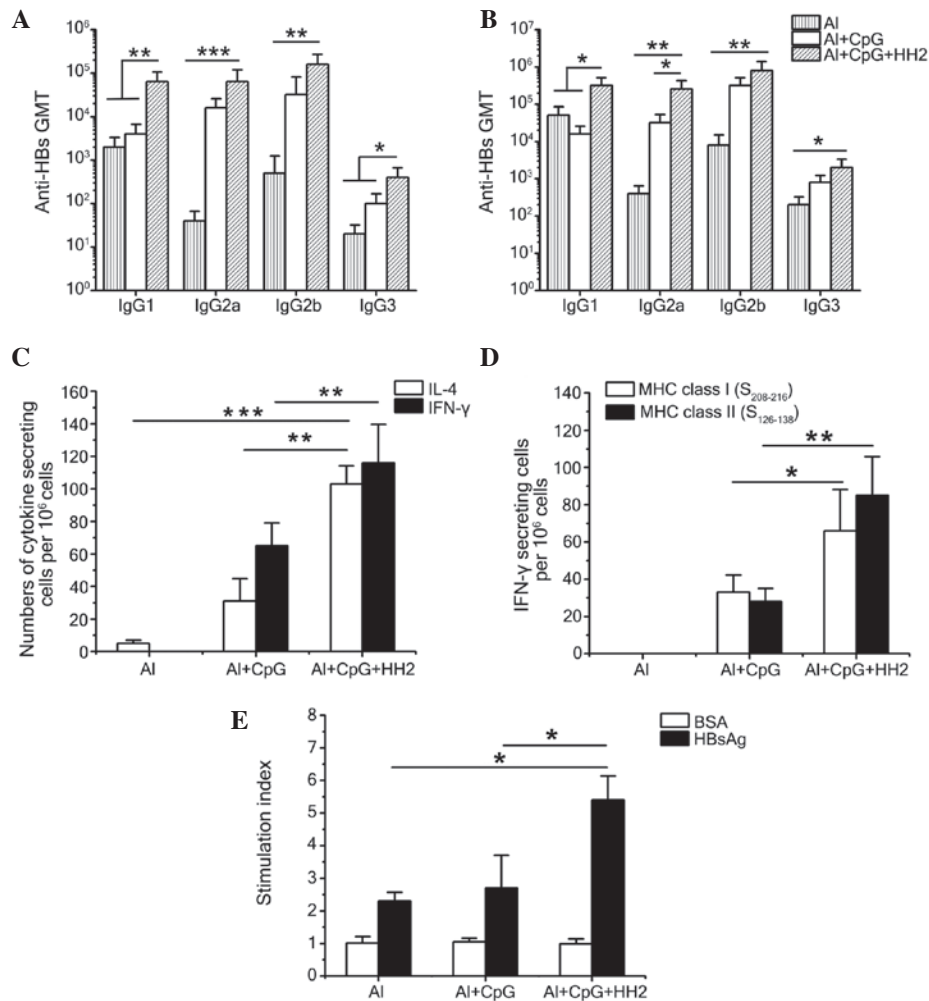 A
Anti-HBs GMT
10⁶
10⁵
10⁴
10³
10²
10¹
10⁰
**
***
**
*
IgG1 IgG2a IgG2b IgG3
B
Al
Al+CpG
Al+CpG+HH2
Anti-HBs GMT
10⁷
10⁶
10⁵
10⁴
10³
10²
10¹
10⁰
*
**
*
**
*
IgG1 IgG2a IgG2b IgG3
C
IL-4
IFN-γ
Numbers of cytokine secreting
cells per 10⁶ cells
160
140
120
100
80
60
40
20
0
**
***
**
Al Al+CpG Al+CpG+HH2
D
MHC class I (S₂₀₈₋₂₁₆)
MHC class II (S₁₂₆₋₁₃₈)
IFN-γ secreting cells
per 10⁶ cells
140
120
100
80
60
40
20
0
**
*
Al Al+CpG Al+CpG+HH2
E
BSA
HBsAg
Stimulation index
8
7
6
5
4
3
2
1
0
*
*
Al Al+CpG Al+CpG+HH2